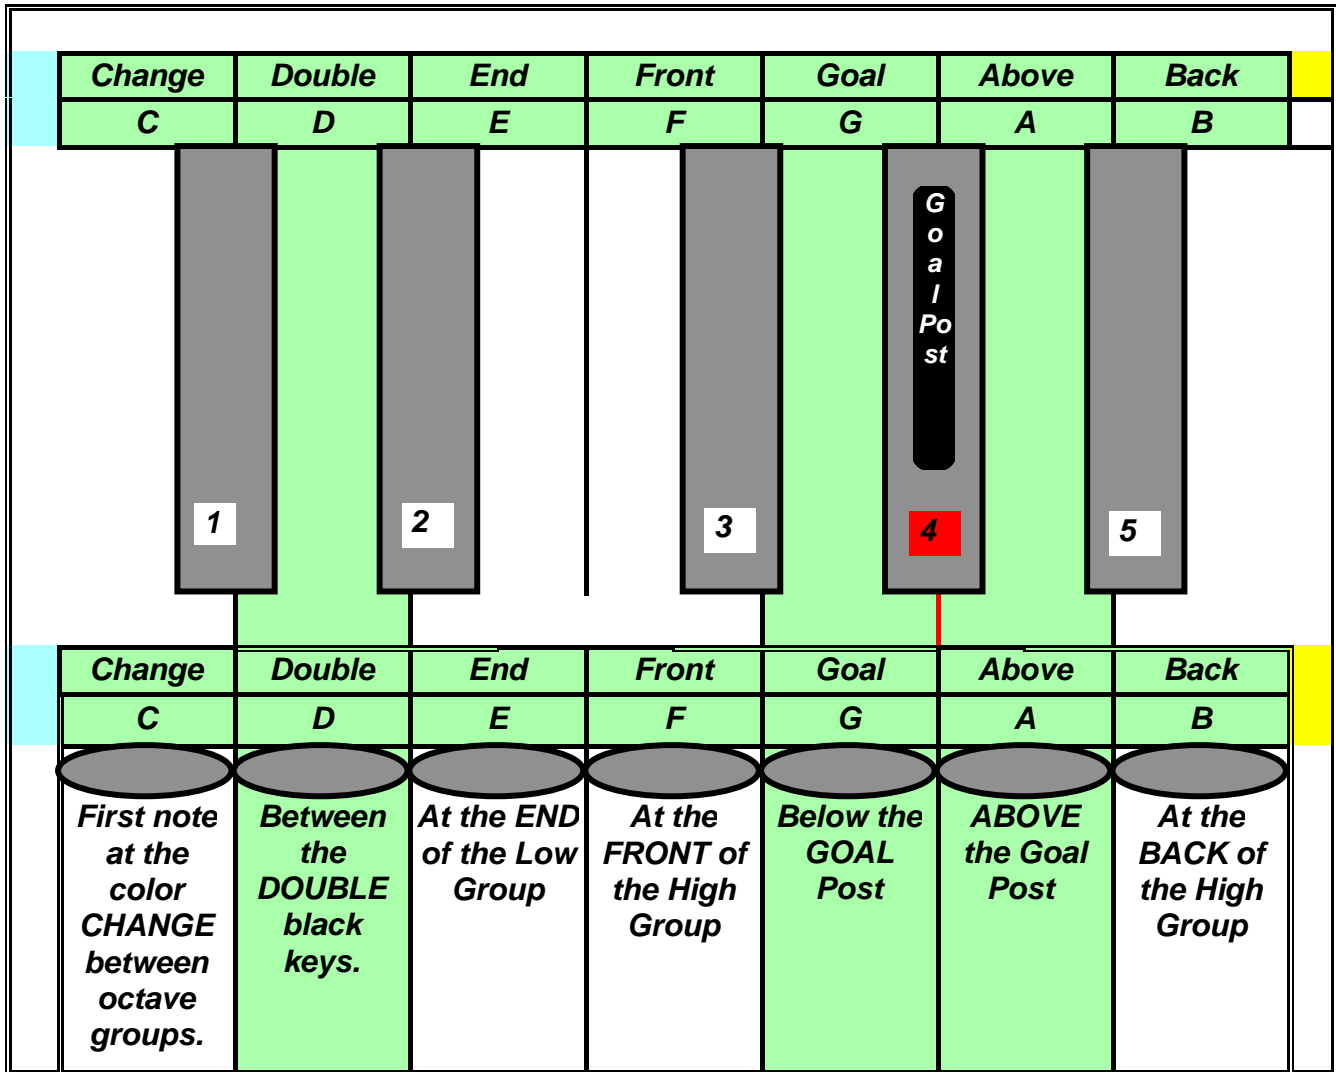 Change Double End Front Goal Above Back
C D E F G A B
G
o
a
l
Po
st
1 2 3 4 5
Change Double End Front Goal Above Back
C D E F G A B
First note
at the
color
CHANGE
between
octave
groups.
Between
the
DOUBLE
black
keys.
At the END
of the Low
Group
At the
FRONT of
the High
Group
Below the
GOAL
Post
ABOVE
the Goal
Post
At the
BACK of
the High
Group